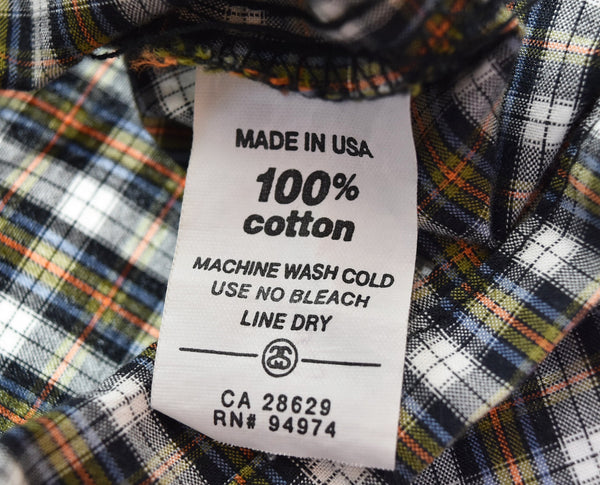 MADE IN USA
100%
cotton
MACHINE WASH COLD
USE NO BLEACH
LINE DRY
CA 28629
RN# 94974